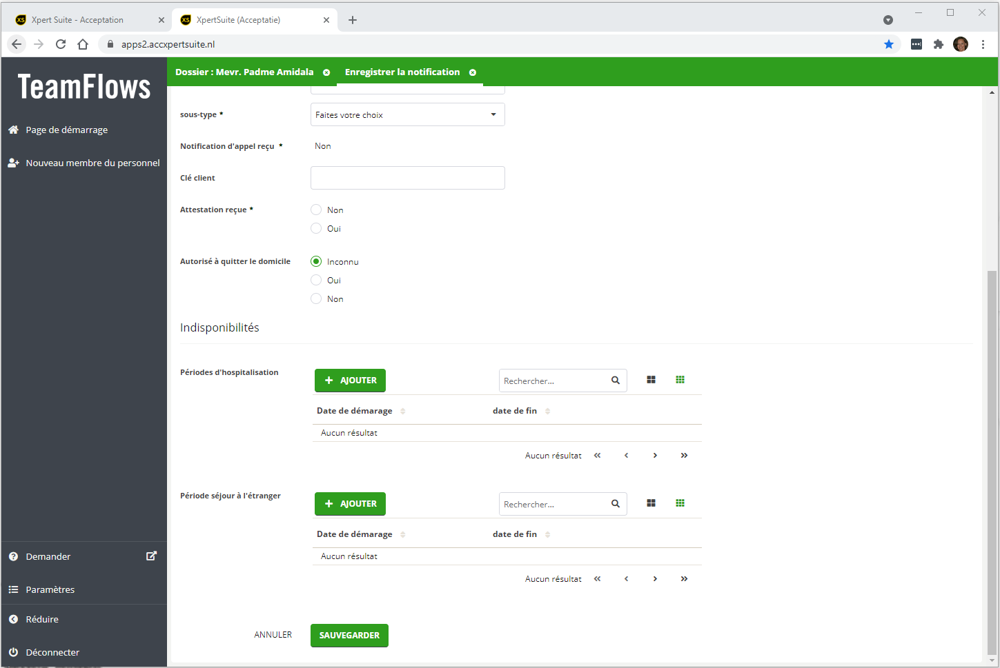 Xpert Suite - Acceptation
XpertSuite (Acceptatie)
apps2.accxpertsuite.nl
TeamFlows
Page de démarrage
Nouveau membre du personnel
Demander
Paramètres
Réduire
Déconnecter
Dossier : Mevr. Padme Amidala
Enregistrer la notification
sous-type *
Faites votre choix
Notification d'appel reçu *
Non
Clé client
Attestation reçue *
Non
Oui
Autorisé à quitter le domicile
Inconnu
Oui
Non
Indisponibilités
Périodes d'hospitalisation
+ AJOUTER
Rechercher...
Date de démarage
date de fin
Aucun résultat
Aucun résultat
Période séjour à l'étranger
+ AJOUTER
Rechercher...
Date de démarage
date de fin
Aucun résultat
Aucun résultat
ANNULER
SAUVEGARDER